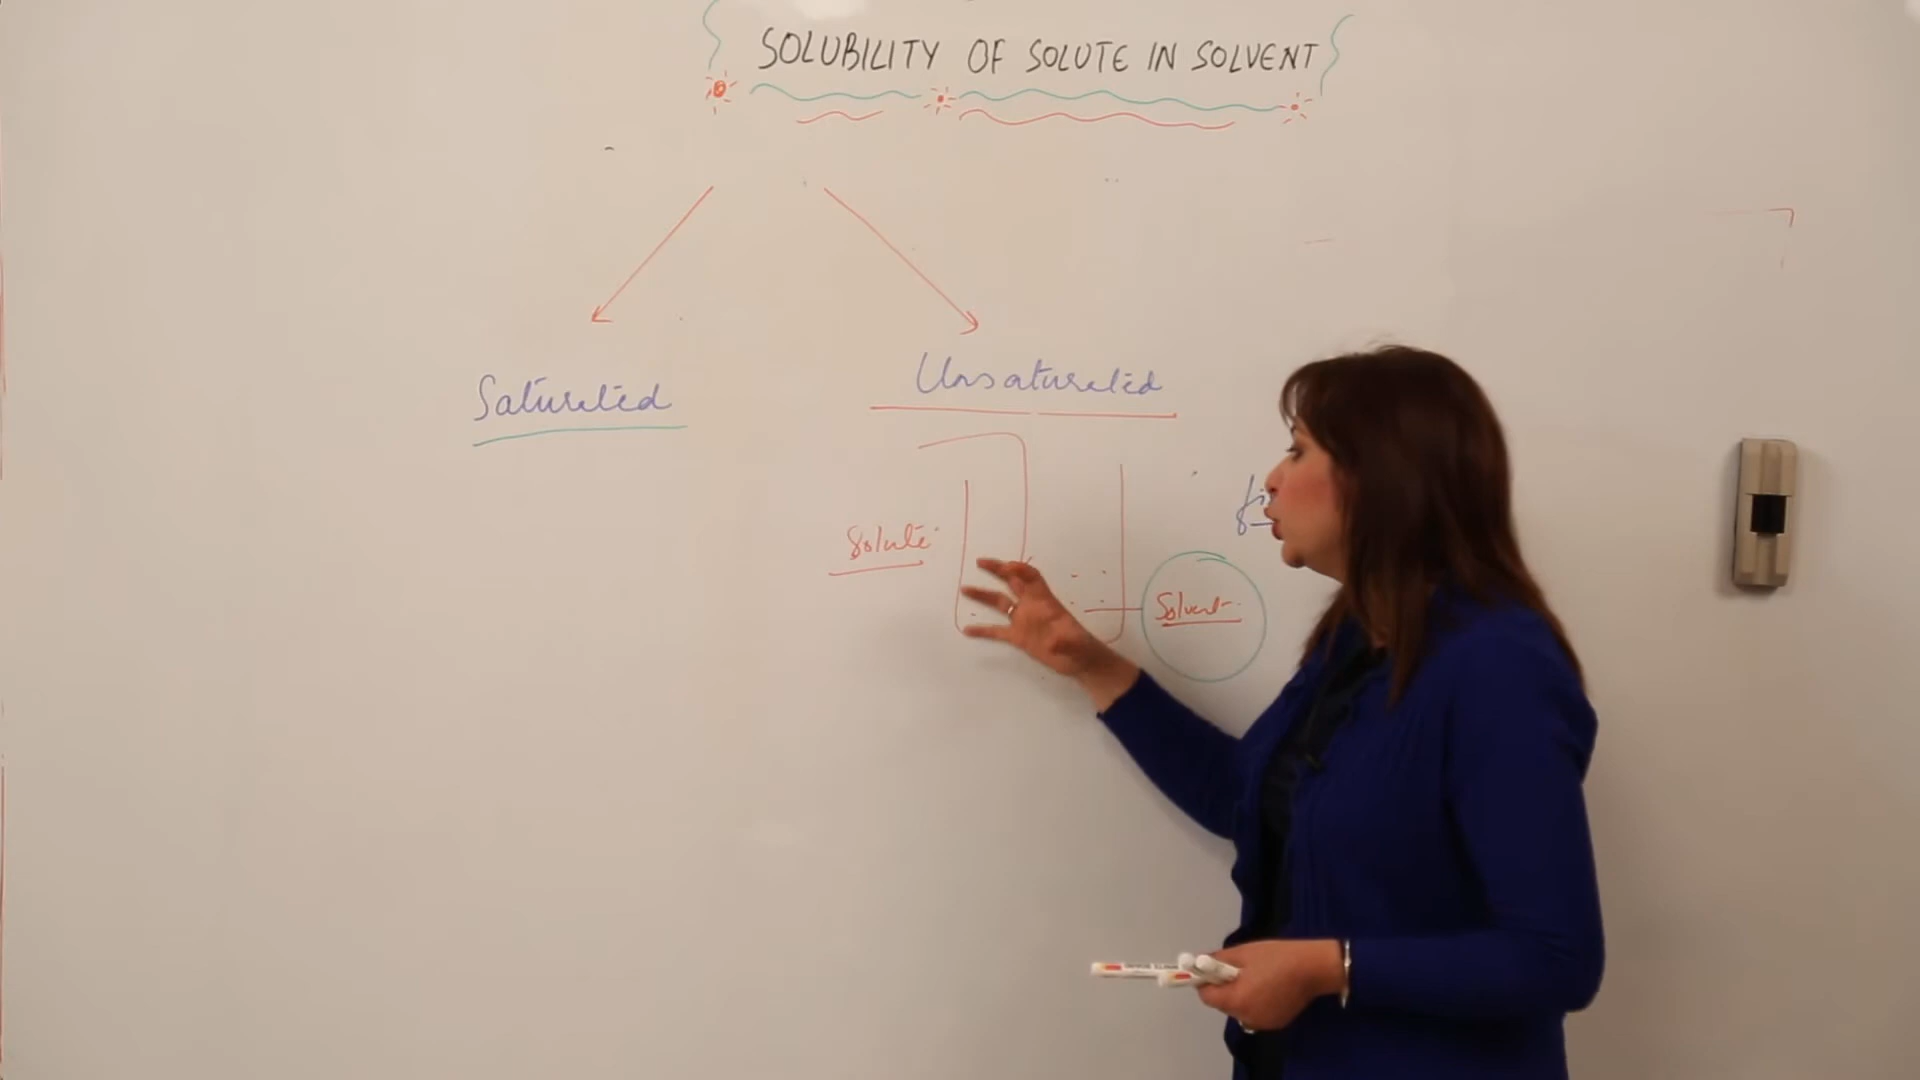 SOLUBILITY OF SOLUTE IN SOLVENT
Saturated
Unsaturated
Solute
Solvent